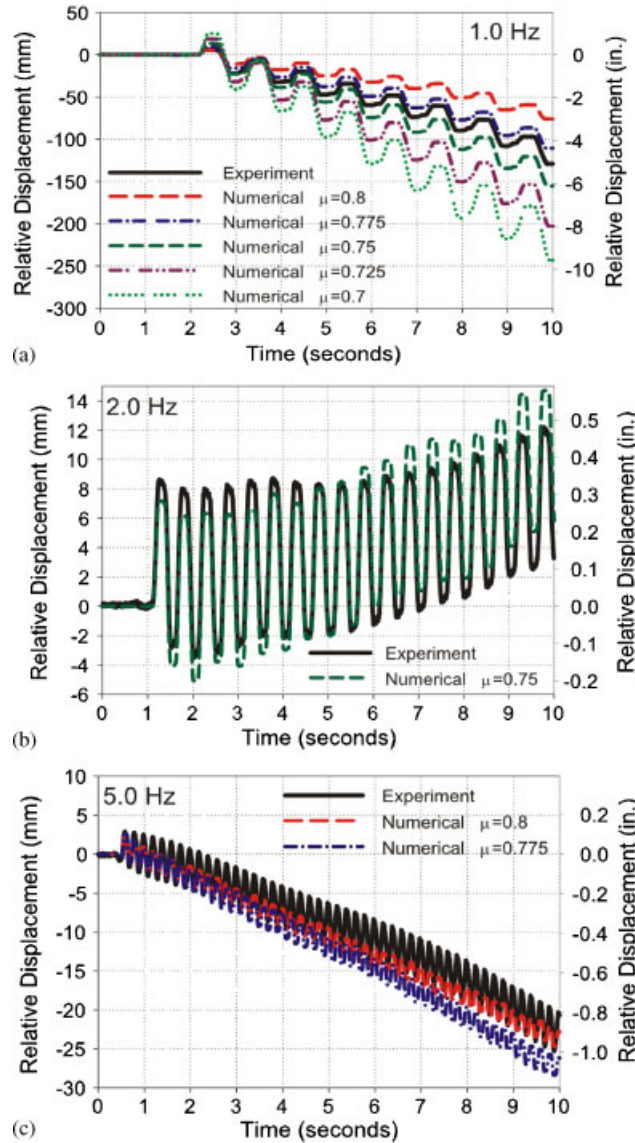 50
0
-50
-100
-150
-200
-250
-300
Relative Displacement (mm)
1.0 Hz
Experiment
Numerical μ=0.8
Numerical μ=0.775
Numerical μ=0.75
Numerical μ=0.725
Numerical μ=0.7
0
-2
-4
-6
-8
-10
Relative Displacement (in.)
0 1 2 3 4 5 6 7 8 9 10
(a) Time (seconds)
14
12
10
8
6
4
2
0
-2
-4
-6
Relative Displacement (mm)
2.0 Hz
Experiment
Numerical μ=0.75
0.5
0.4
0.3
0.2
0.1
0.0
-0.1
-0.2
Relative Displacement (in.)
0 1 2 3 4 5 6 7 8 9 10
(b) Time (seconds)
10
5
0
-5
-10
-15
-20
-25
-30
Relative Displacement (mm)
5.0 Hz
Experiment
Numerical μ=0.8
Numerical μ=0.775
0.2
0.0
-0.2
-0.4
-0.6
-0.8
-1.0
Relative Displacement (in.)
0 1 2 3 4 5 6 7 8 9 10
(c) Time (seconds)